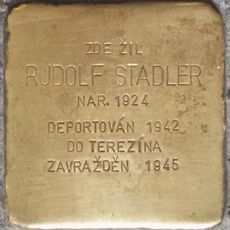 ZDE ŽIL
RUDOLF STADLER
NAR. 1924
DEPORTOVÁN 1942
DO TEREZÍNA
ZAVRAŽDĚN 1945